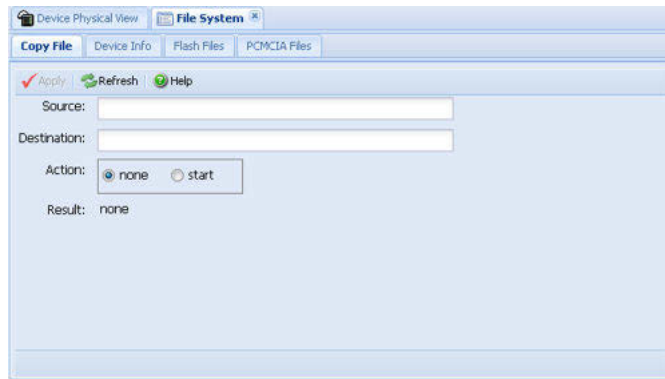 Device Physical View File System
Copy File Device Info Flash Files PCMCIA Files
Apply Refresh Help
Source:
Destination:
Action: none start
Result: none